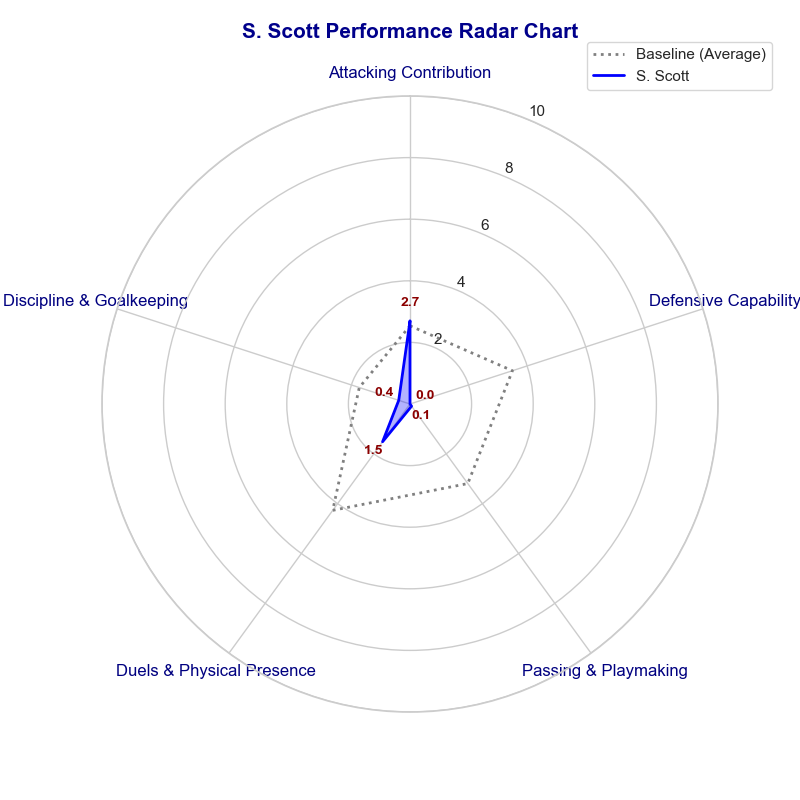 S. Scott Performance Radar Chart
Baseline (Average)
S. Scott
Attacking Contribution
10
8
6
4
2
2.7
Discipline & Goalkeeping
Defensive Capability
0.4
0.0
0.1
1.5
Duels & Physical Presence
Passing & Playmaking